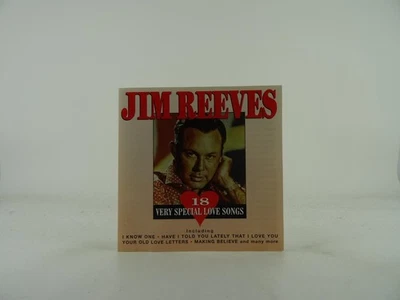 JIM REEVES
18
VERY SPECIAL LOVE SONGS
including
I KNOW ONE - HAVE I TOLD YOU LATELY THAT I LOVE YOU
YOUR OLD LOVE LETTERS - MAKING BELIEVE and many more